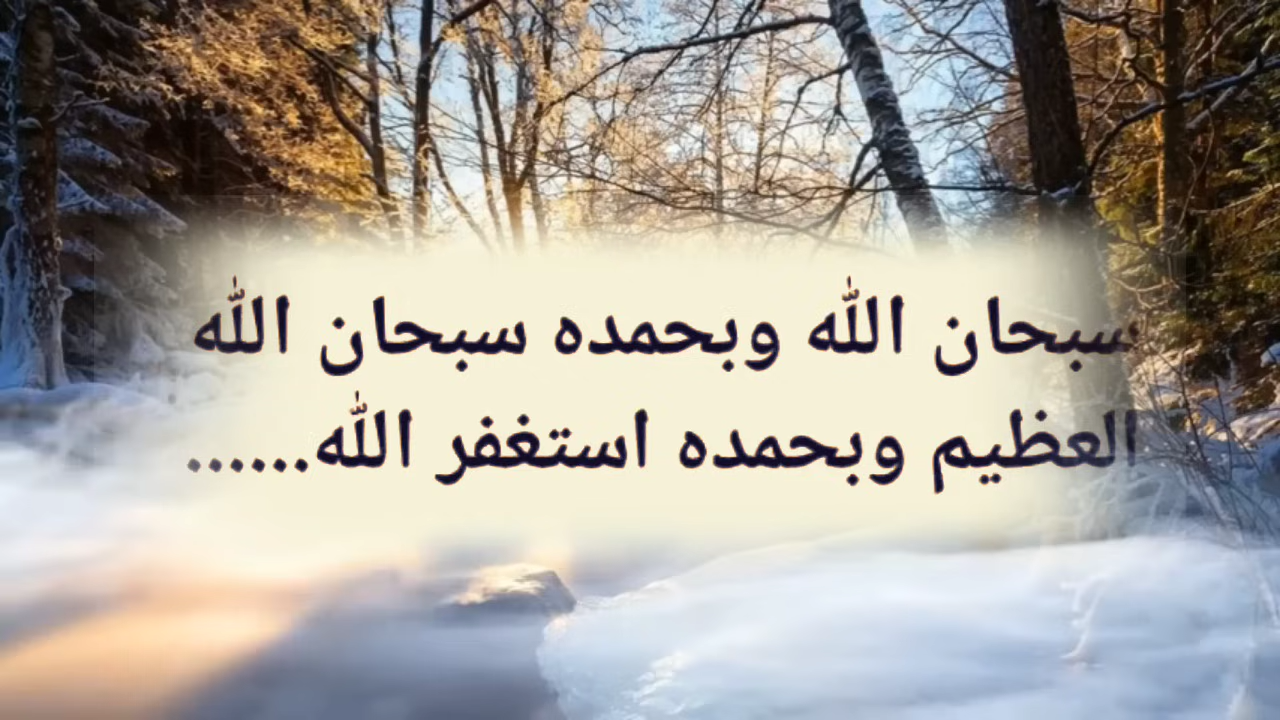 سبحان الله وبحمده سبحان الله
العظيم وبحمده استغفر الله......